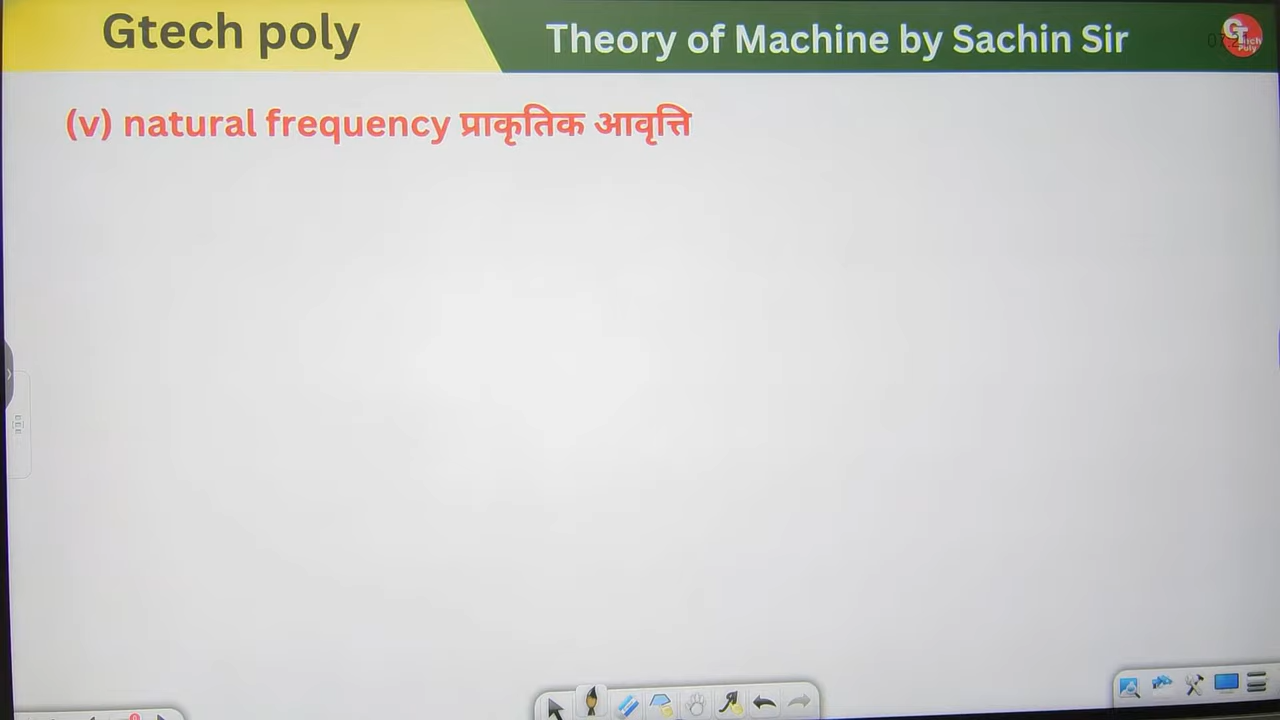 Gtech poly
Theory of Machine by Sachin Sir
(v) natural frequency प्राकृतिक आवृत्ति